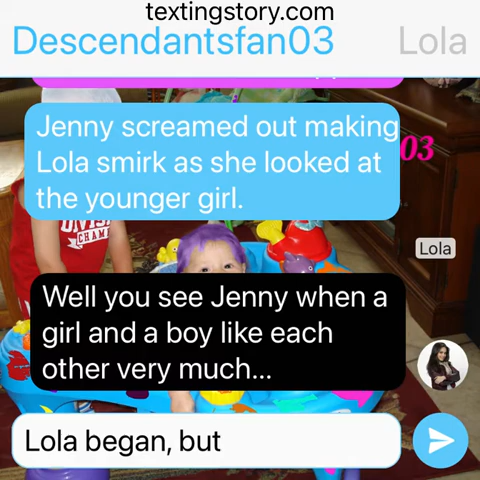 textingstory.com
Descendantsfan03 Lola
Jenny screamed out making
Lola smirk as she looked at
the younger girl.
03
Lola
Well you see Jenny when a
girl and a boy like each
other very much...
Lola began, but